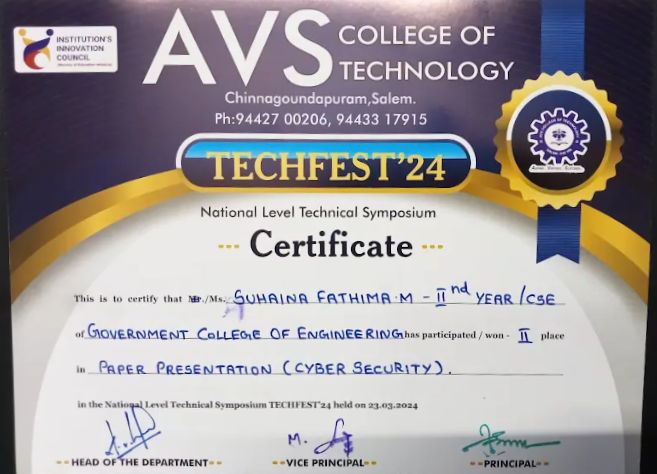 INSTITUTION'S
INNOVATION
COUNCIL
AVS COLLEGE OF
TECHNOLOGY
Chinnagoundapuram,Salem.
Ph:94427 00206, 94433 17915
TECHFEST'24
National Level Technical Symposium
Certificate
This is to certify that Mr./Ms. SUHAINA FATHIMA.M - IInd YEAR / CSE
of GOVERNMENT COLLEGE OF ENGINEERING has participated / won - II place
in PAPER PRESENTATION (CYBER SECURITY).
in the National Level Technical Symposium TECHFEST'24 held on 23.03.2024
HEAD OF THE DEPARTMENT
VICE PRINCIPAL
PRINCIPAL